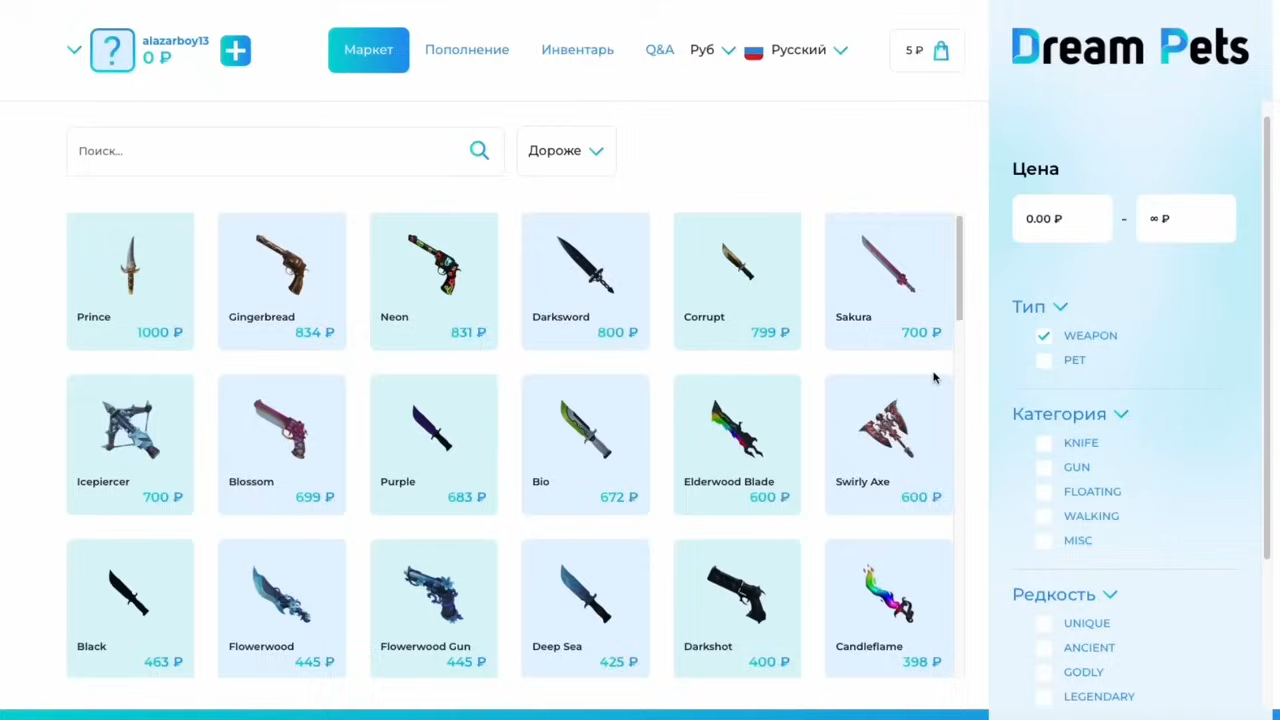 alazarboy13
0 ₽
Маркет
Пополнение
Инвентарь
Q&A
Руб
Русский
5 ₽
Dream Pets
Поиск...
Дороже
Prince
1000 ₽
Gingerbread
834 ₽
Neon
831 ₽
Darksword
800 ₽
Corrupt
799 ₽
Sakura
700 ₽
Icepiercer
700 ₽
Blossom
699 ₽
Purple
683 ₽
Bio
672 ₽
Elderwood Blade
600 ₽
Swirly Axe
600 ₽
Black
463 ₽
Flowerwood
445 ₽
Flowerwood Gun
445 ₽
Deep Sea
425 ₽
Darkshot
400 ₽
Candleflame
398 ₽
Цена
0.00 ₽ - ∞ ₽
Тип
WEAPON
PET
Категория
KNIFE
GUN
FLOATING
WALKING
MISC
Редкость
UNIQUE
ANCIENT
GODLY
LEGENDARY